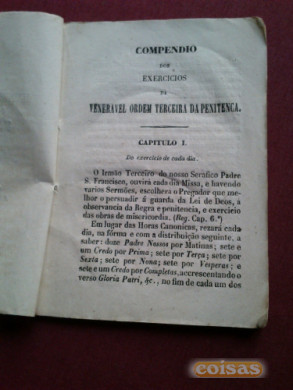 COMPENDIO
DOS
EXERCICIOS
DA
VENERAVEL ORDEM TERCEIRA DA PENITENCA.
CAPITULO I.
Do exercicio de cada dia.
O Irmão Terceiro do nosso Serafico Padre
S. Francisco, ouvirá cada dia Missa, e havendo
varios Sermões, escolhera o Pregador que me-
lhor o persuadir á guarda da Lei de Deos, á
observancia da Regra e penitencia, e exercicio
das obras de misericordia. (Reg. Cap. 6.º)
Em lugar das Horas Canonicas, rezará cada
dia, na fórma e com a distribuição seguinte, a
saber: doze Padre Nossos por Matinas; sete e
um Credo por Prima; sete por Terça; sete por
Sexta; sete por Nona; sete por Vesperas; e
sete e um Credo por Completas, accrescentando o
verso Gloria Patri, &c., no fim de cada um dos
coisas